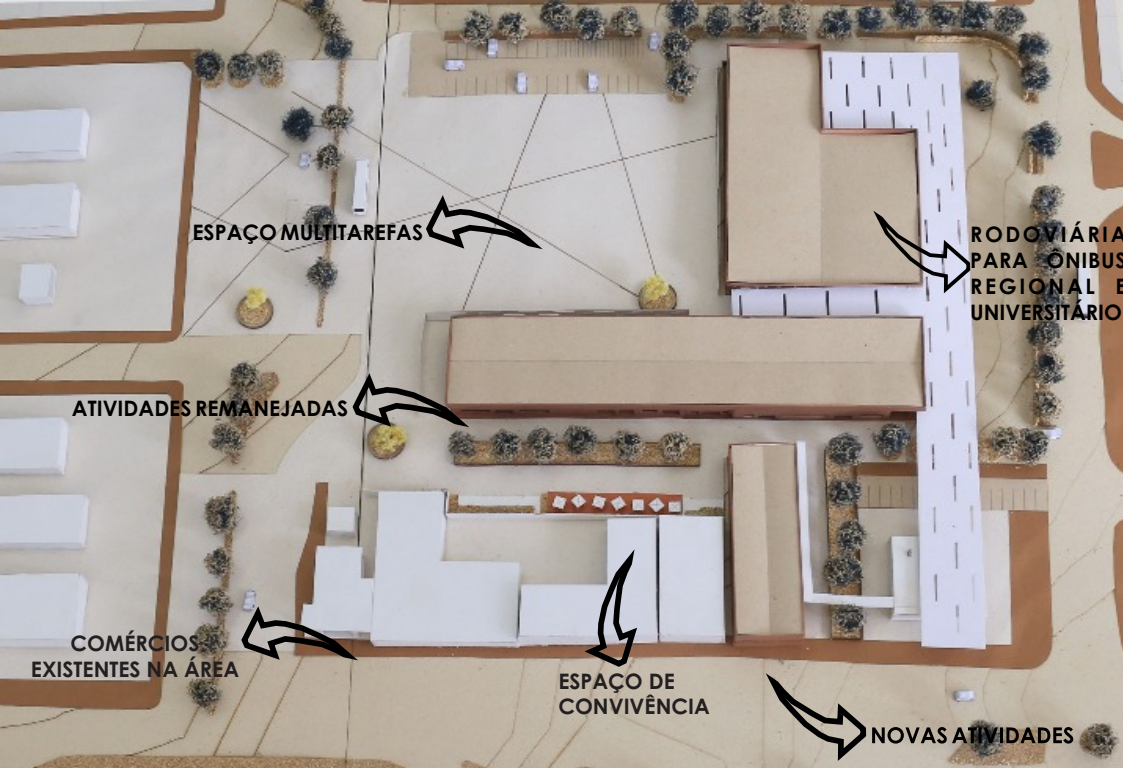 ESPAÇO MULTITAREFAS
RODOVIÁRIA
PARA ÔNIBUS
REGIONAL E
UNIVERSITÁRIO
ATIVIDADES REMANEJADAS
COMÉRCIOS
EXISTENTES NA ÁREA
ESPAÇO DE
CONVIVÊNCIA
NOVAS ATIVIDADES